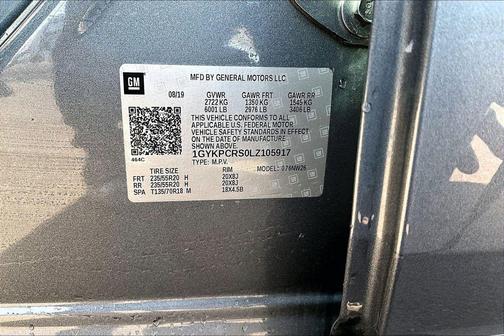 GM
MFD BY GENERAL MOTORS LLC
08/19 GVWR GAWR FRT GAWR RR
2722 KG 1350 KG 1545 KG
6001 LB 2976 LB 3406 LB
THIS VEHICLE CONFORMS TO ALL
APPLICABLE U.S. FEDERAL MOTOR
VEHICLE SAFETY STANDARDS IN EFFECT
ON THE DATE OF MANUFACTURE
SHOWN ABOVE.
1GYKPCRS0LZ105917
464C TYPE: M.P.V. MODEL: 076NW26
TIRE SIZE RIM
FRT 235/55R20 H 20X8J
RR 235/55R20 H 20X8J
SPA T135/70R18 M 18X4.5B